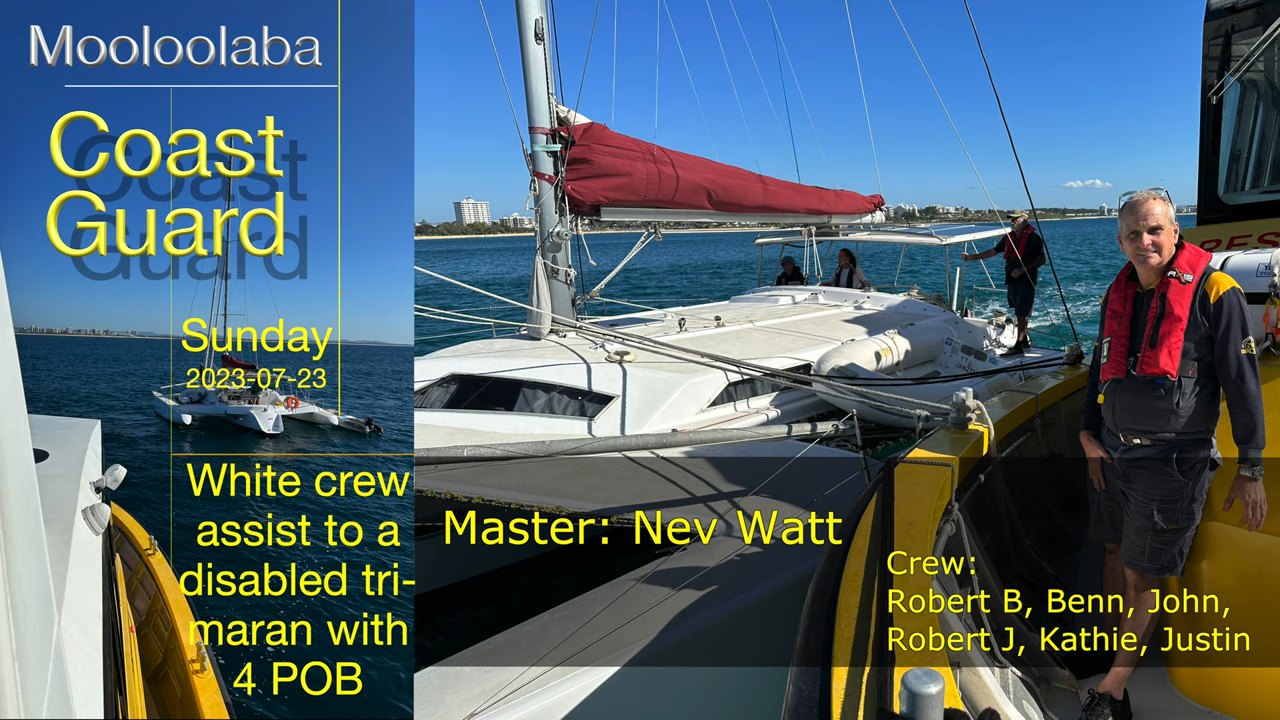 Mooloolaba
Coast
Guard
Sunday
2023-07-23
White crew
assist to a
disabled tri-
maran with
4 POB
Master: Nev Watt
Crew:
Robert B, Benn, John,
Robert J, Kathie, Justin